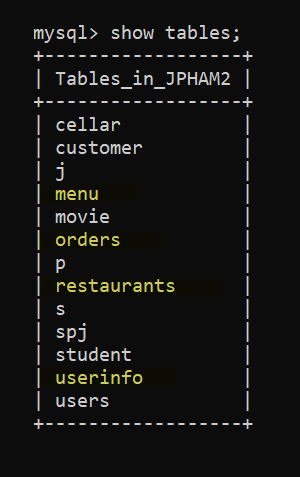 mysql> show tables;
+------------------+
| Tables_in_JPHAM2 |
+------------------+
| cellar           |
| customer         |
| j                |
| menu             |
| movie            |
| orders           |
| p                |
| restaurants      |
| s                |
| spj              |
| student          |
| userinfo         |
| users            |
+------------------+